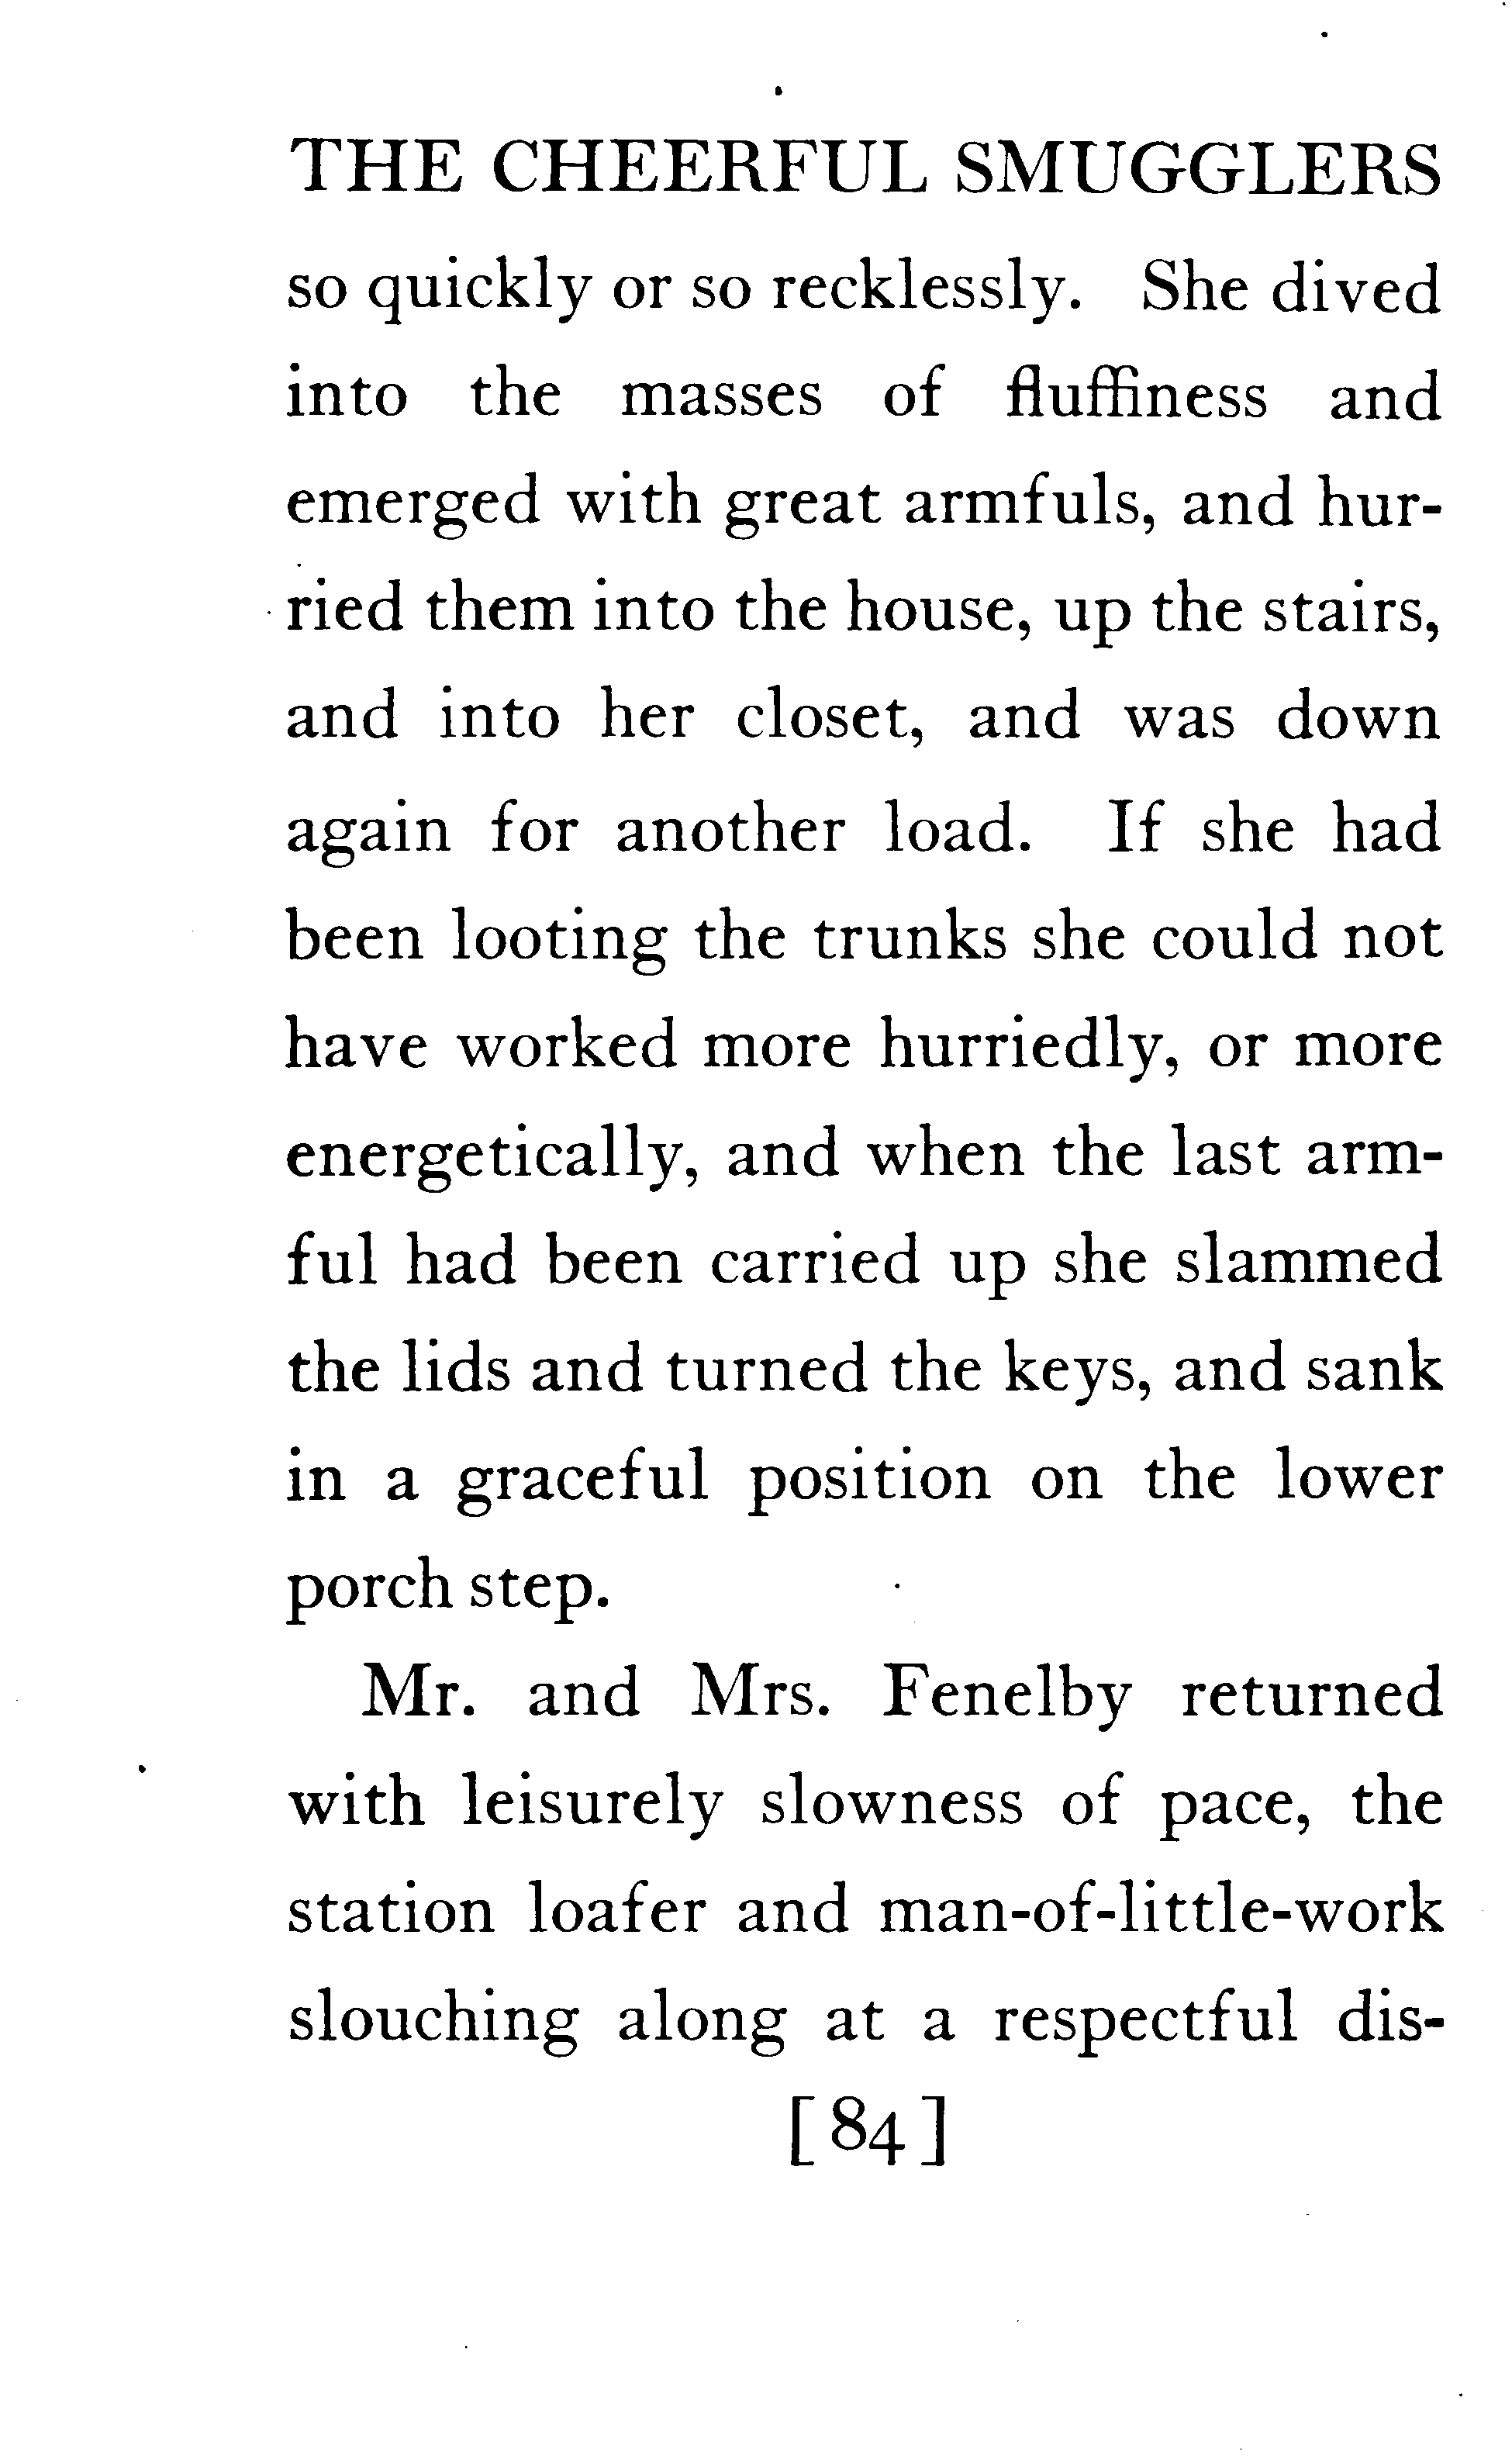 THE CHEERFUL SMUGGLERS
so quickly or so recklessly. She dived
into the masses of fluffiness and
emerged with great armfuls, and hur-
ried them into the house, up the stairs,
and into her closet, and was down
again for another load. If she had
been looting the trunks she could not
have worked more hurriedly, or more
energetically, and when the last arm-
ful had been carried up she slammed
the lids and turned the keys, and sank
in a graceful position on the lower
porch step.
Mr. and Mrs. Fenelby returned
with leisurely slowness of pace, the
station loafer and man-of-little-work
slouching along at a respectful dis-
[84]